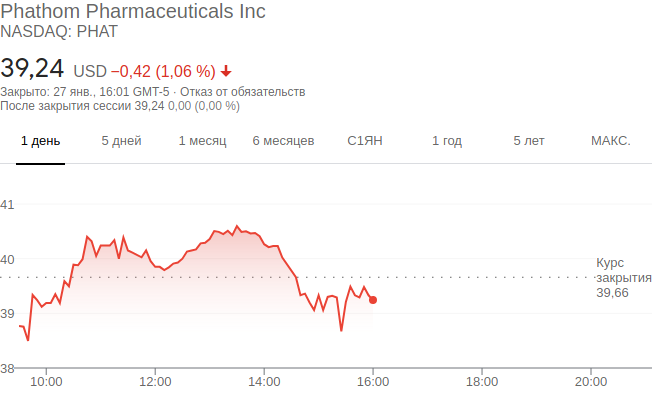 Phathom Pharmaceuticals Inc
NASDAQ: PHAT
39,24 USD −0,42 (1,06 %)
Закрыто: 27 янв., 16:01 GMT-5 · Отказ от обязательств
После закрытия сессии 39,24 0,00 (0,00 %)
1 день 5 дней 1 месяц 6 месяцев С1ЯН 1 год 5 лет МАКС.
41
40
Курс
закрытия
39,66
39
38
10:00 12:00 14:00 16:00 18:00 20:00